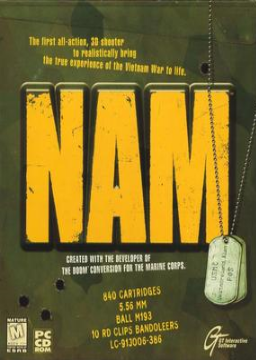 The first all-action, 3D shooter
to realistically bring
the true experience of the Vietnam War to life.
NAM
CREATED WITH THE DEVELOPER OF
THE DOOM CONVERSION FOR THE MARINE CORPS.
840 CARTRIDGES
5.56 MM
BALL M193
10 RD CLIPS BANDOLEERS
LC-913006-386
MATURE
M
PC
CD
ROM
GT Interactive
Software